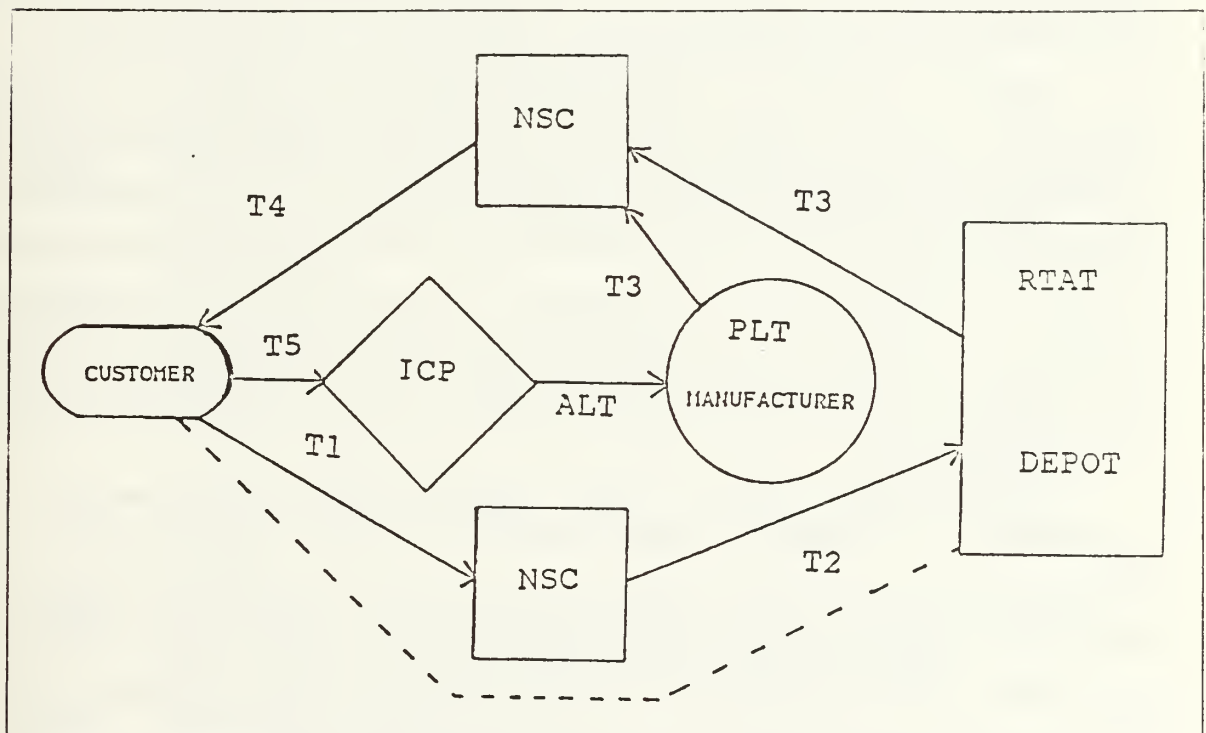 NSC
T4
T3
T3
RTAT
PLT
T5
ICP
CUSTOMER
ALT
MANUFACTURER
T1
DEPOT
NSC
T2